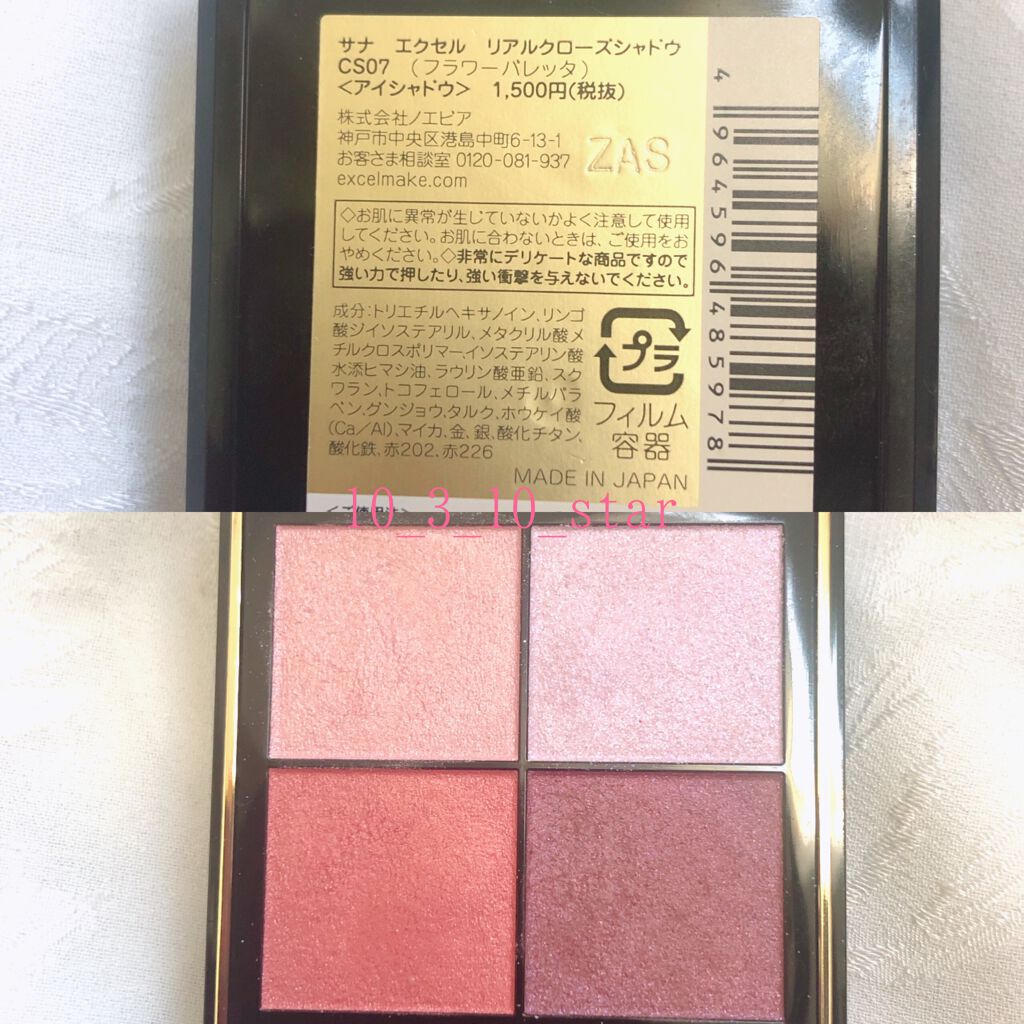 サナ エクセル リアルクローズシャドウ
CS07 (フラワーバレッタ)
<アイシャドウ> 1,500円(税抜)
株式会社ノエビア
神戸市中央区港島中町6-13-1
お客さま相談室 0120-081-937
excelmake.com
ZAS
◇お肌に異常が生じていないかよく注意して使用
してください。お肌に合わないときは、ご使用をお
やめください。◇非常にデリケートな商品ですので
強い力で押したり、強い衝撃を与えないでください。
成分:トリエチルヘキサノイン、リンゴ
酸ジイソステアリル、メタクリル酸メ
チルクロスポリマー、イソステアリン酸
水添ヒマシ油、ラウリン酸亜鉛、スク
ワラン、トコフェロール、メチルパラ
ベン、グンジョウ、タルク、ホウケイ酸
(Ca/Al)、マイカ、金、銀、酸化チタン、
酸化鉄、赤202、赤226
プラ
フィルム
容器
MADE IN JAPAN
4 964596 485978
10_3_10_star